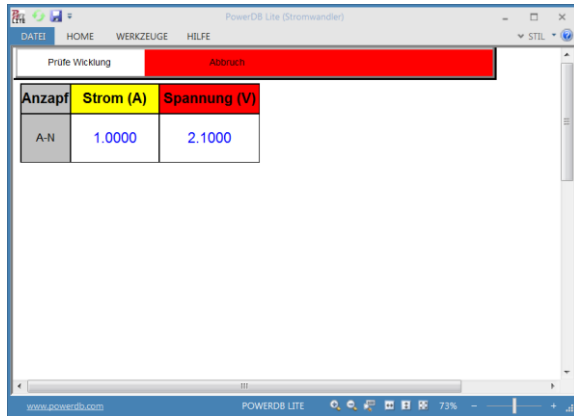 PowerDB Lite (Stromwandler)
DATEI HOME WERKZEUGE HILFE STIL
Prüfe Wicklung Abbruch
Anzapf Strom (A) Spannung (V)
A-N 1.0000 2.1000
www.powerdb.com POWERDB LITE 73%